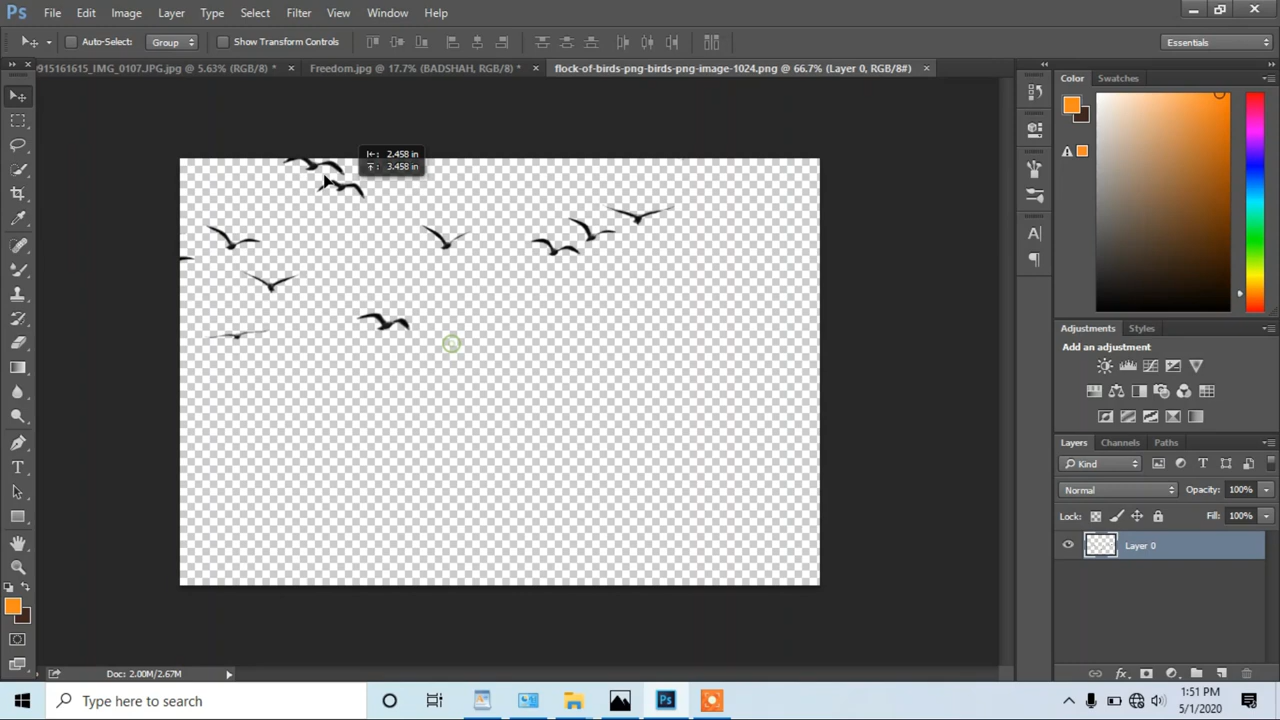 Ps File Edit Image Layer Type Select Filter 3D View Window Help
Auto-Select: Group Show Transform Controls Essentials
915161615_IMG_0107.JPG.jpg @ 5.63% (RGB/8) * × Freedom.jpg @ 17.7% (BADSHAH, RGB/8) * × flock-of-birds-png-birds-png-image-1024.png @ 66.7% (Layer 0, RGB/8#) ×
Color Swatches
2.458 in
3.458 in
Adjustments Styles
Add an adjustment
Layers Channels Paths
Kind
Normal Opacity: 100%
Lock: Fill: 100%
Layer 0
Doc: 2.00M/2.67M
Type here to search
Ps
1:51 PM
5/1/2020